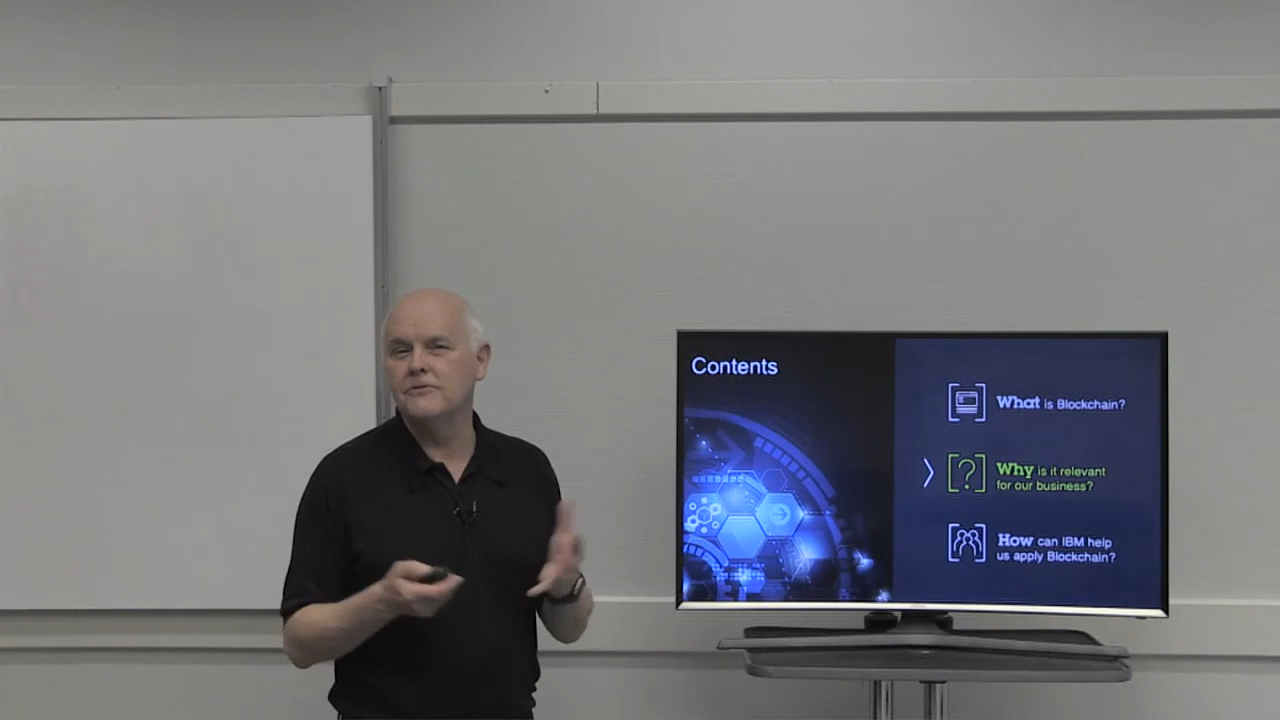 Contents
What is Blockchain?
Why is it relevant
for our business?
How can IBM help
us apply Blockchain?